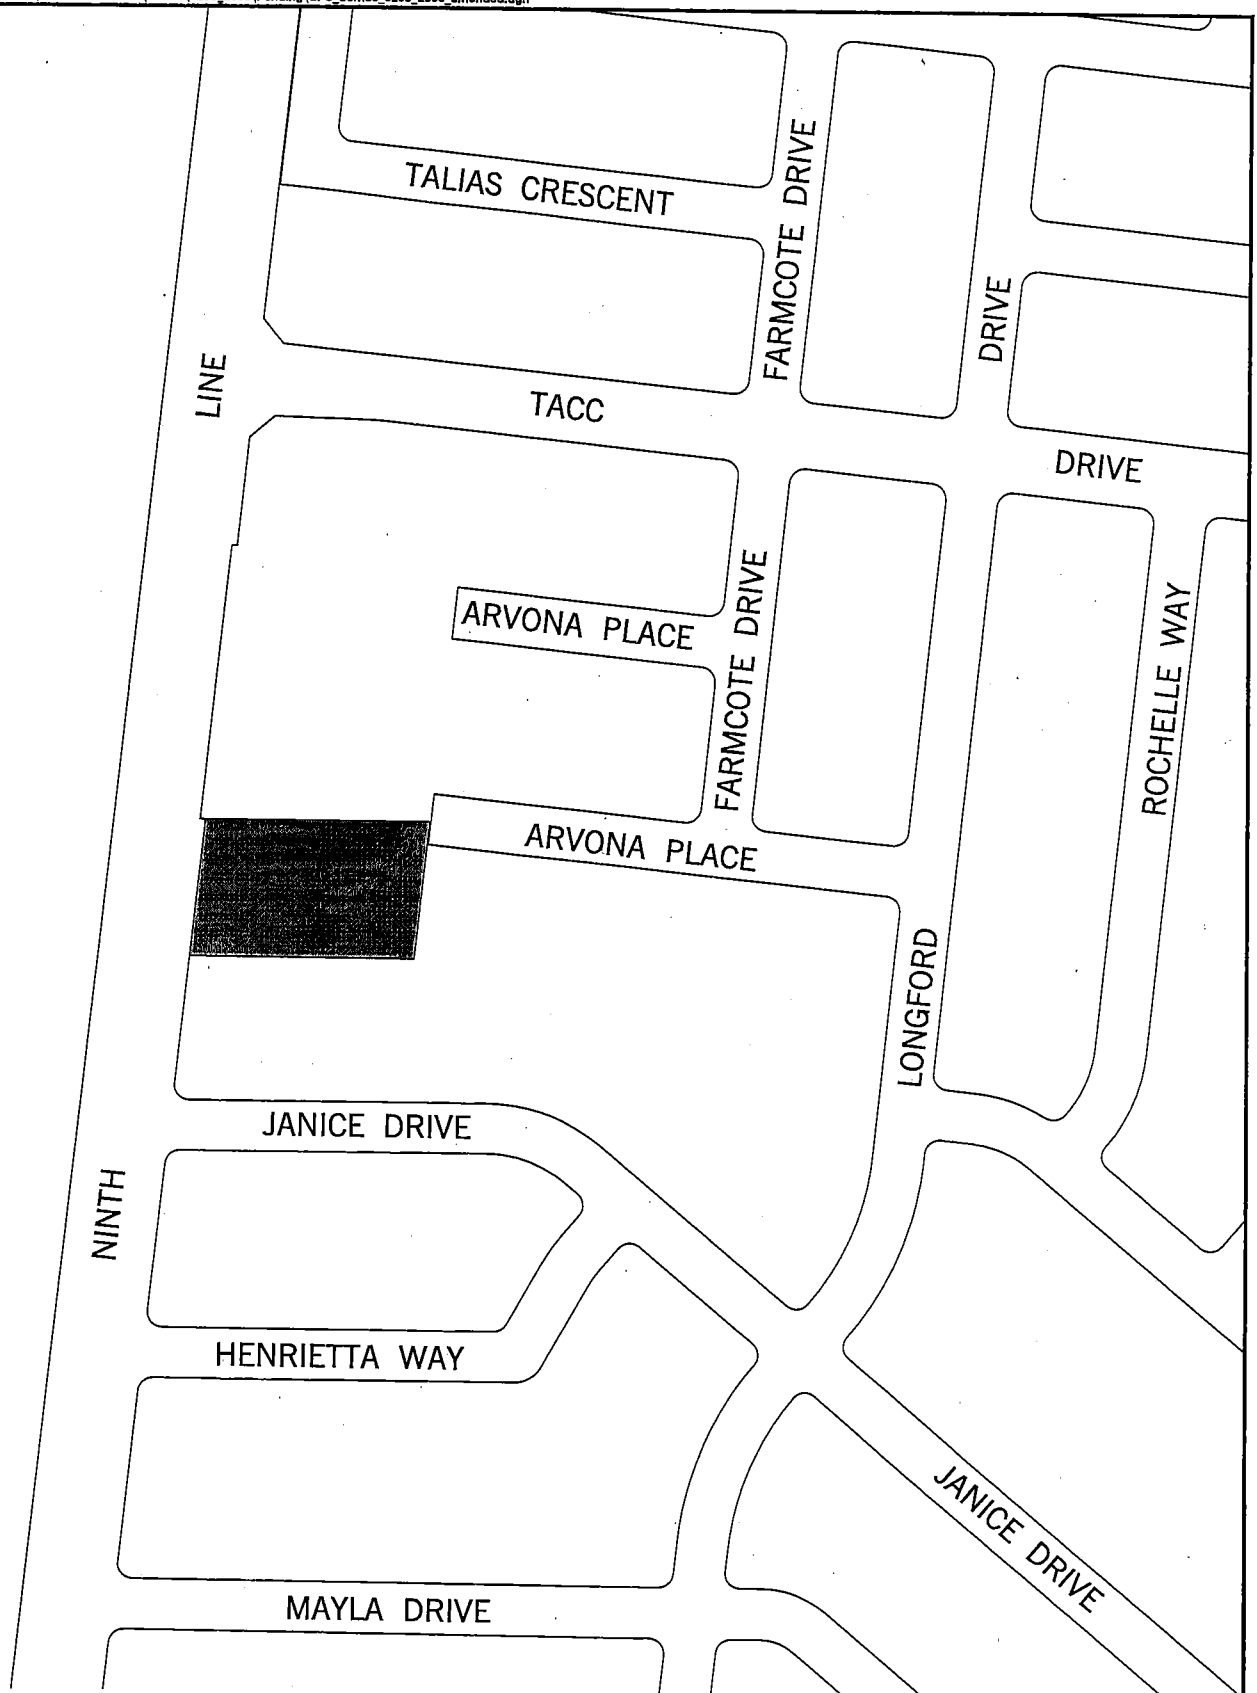 TALIAS CRESCENT
FARMCOTE DRIVE
DRIVE
LINE
TACC
DRIVE
ARVONA PLACE
FARMCOTE DRIVE
ROCHELLE WAY
ARVONA PLACE
LONGFORD
JANICE DRIVE
NINTH
HENRIETTA WAY
JANICE DRIVE
MAYLA DRIVE